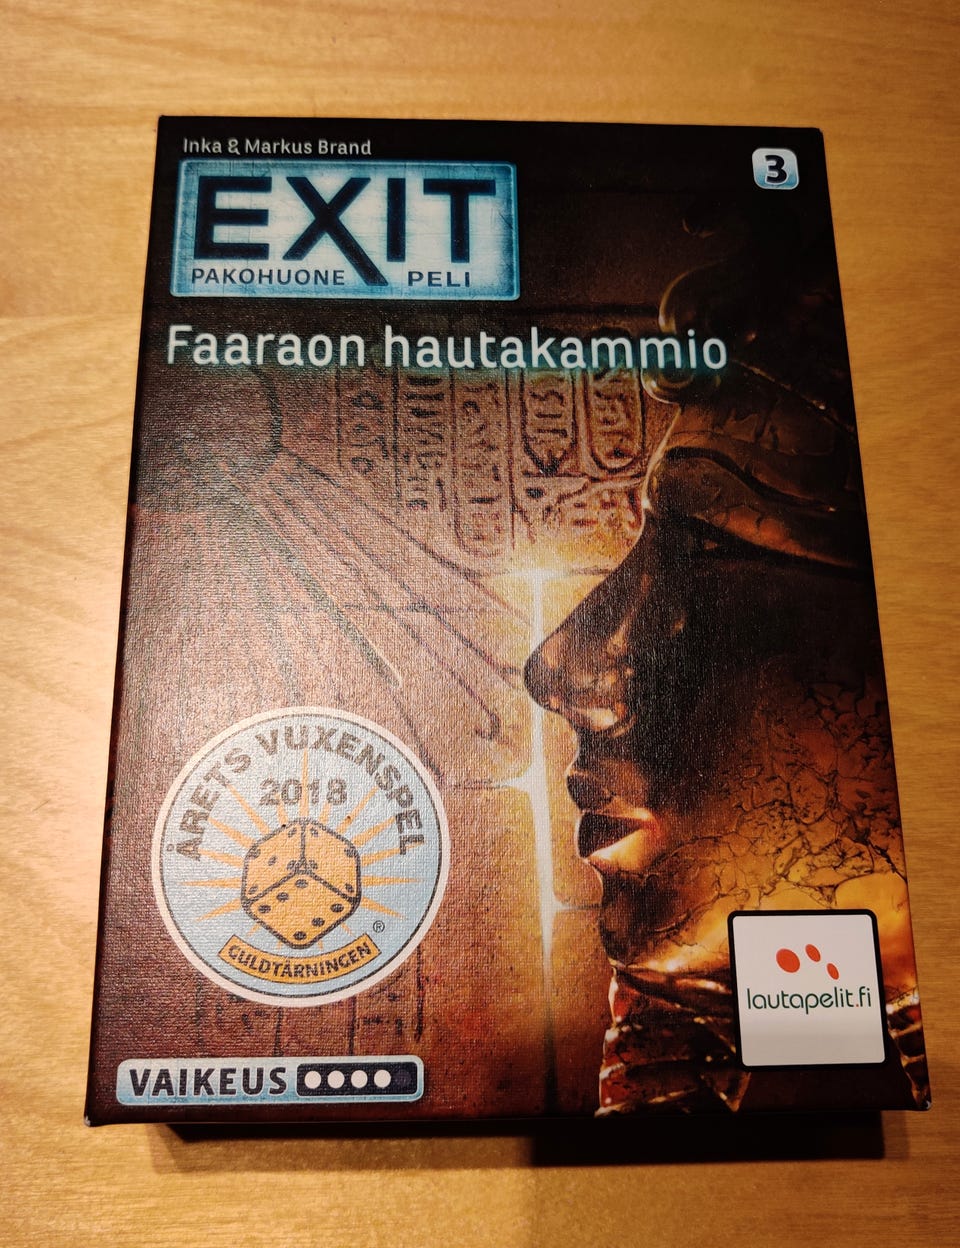 Inka & Markus Brand
3
EXIT
PAKOHUONE PELI
Faaraon hautakammio
ÅRETS VUXENSPEL
2018
®
GULDTÄRNINGEN
lautapelit.fi
VAIKEUS